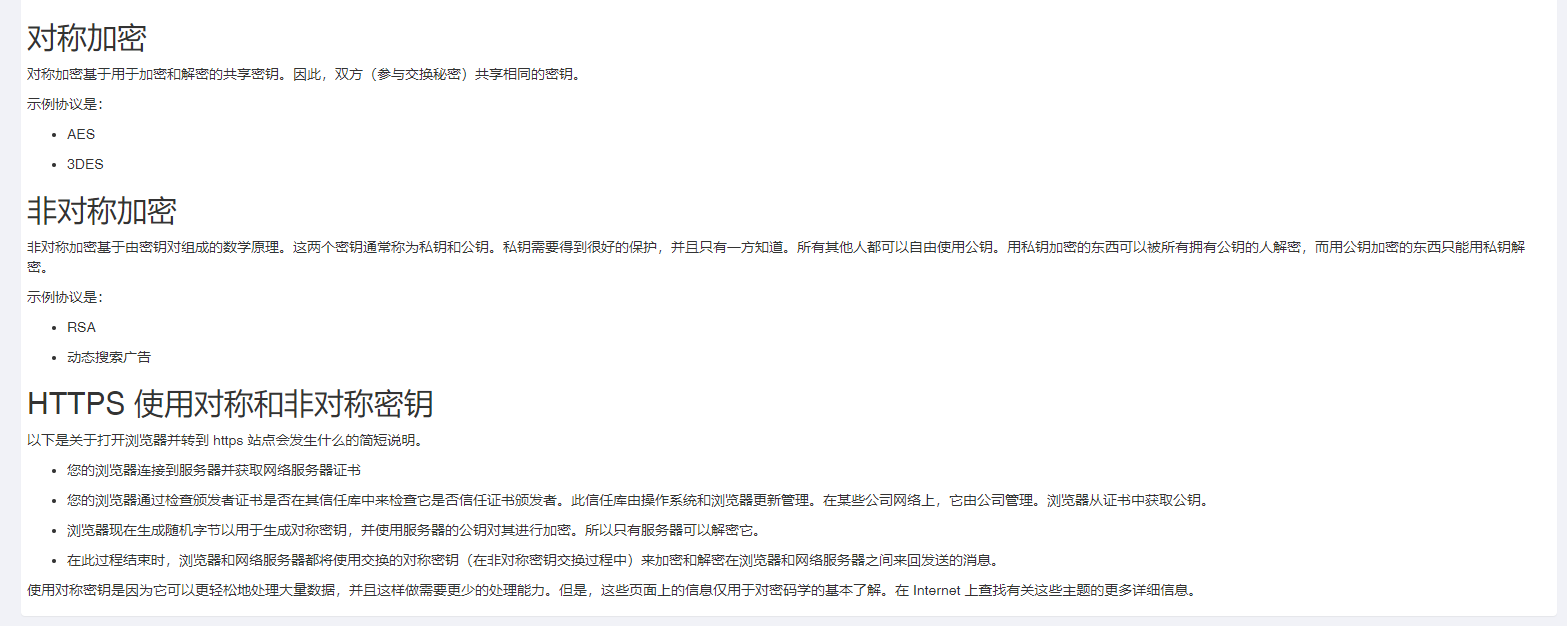 对称加密
对称加密基于用于加密和解密的共享密钥。因此，双方（参与交换秘密）共享相同的密钥。
示例协议是：
• AES
• 3DES
非对称加密
非对称加密基于由密钥对组成的数学原理。这两个密钥通常称为私钥和公钥。私钥需要得到很好的保护，并且只有一方知道。所有其他人都可以自由使用公钥。用私钥加密的东西可以被所有拥有公钥的人解密，而用公钥加密的东西只能用私钥解
密。
示例协议是：
• RSA
• 动态搜索广告
HTTPS 使用对称和非对称密钥
以下是关于打开浏览器并转到 https 站点会发生什么的简短说明。
• 您的浏览器连接到服务器并获取网络服务器证书
• 您的浏览器通过检查颁发者证书是否在其信任库中来检查它是否信任证书颁发者。此信任库由操作系统和浏览器更新管理。在某些公司网络上，它由公司管理。浏览器从证书中获取公钥。
• 浏览器现在生成随机字节以用于生成对称密钥，并使用服务器的公钥对其进行加密。所以只有服务器可以解密它。
• 在此过程结束时，浏览器和网络服务器都将使用交换的对称密钥（在非对称密钥交换过程中）来加密和解密在浏览器和网络服务器之间来回发送的消息。
使用对称密钥是因为它可以更轻松地处理大量数据，并且这样做需要更少的处理能力。但是，这些页面上的信息仅用于对密码学的基本了解。在 Internet 上查找有关这些主题的更多详细信息。